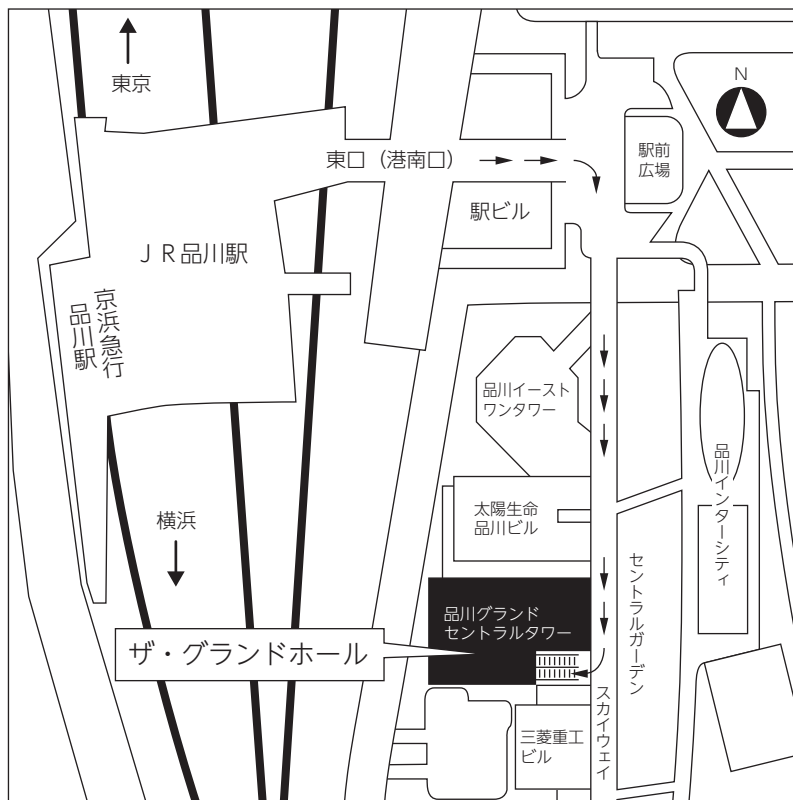 東京
N
東口（港南口）
駅前
広場
駅ビル
ＪＲ品川駅
京浜急行
品川駅
品川イースト
ワンタワー
品川インターシティ
太陽生命
品川ビル
横浜
セントラルガーデン
品川グランド
セントラルタワー
ザ・グランドホール
スカイウェイ
三菱重工
ビル